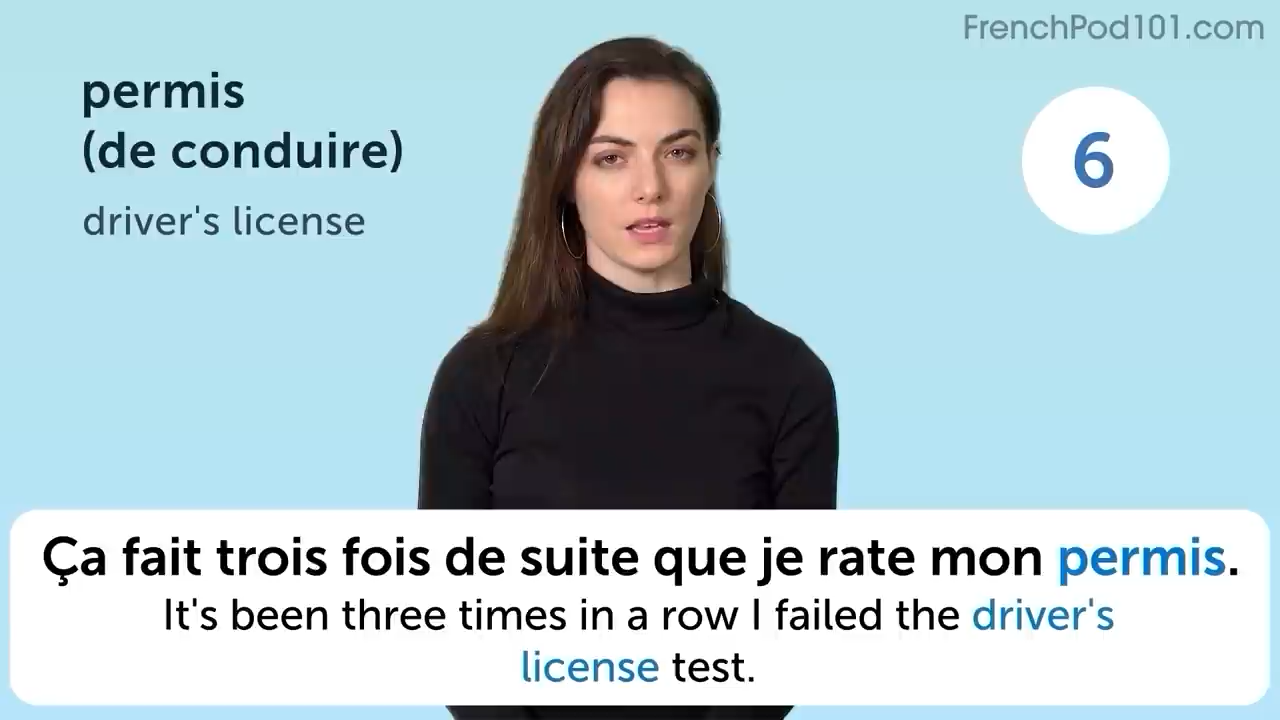 FrenchPod101.com
permis
(de conduire)
driver's license
6
Ça fait trois fois de suite que je rate mon permis.
It's been three times in a row I failed the driver's
license test.